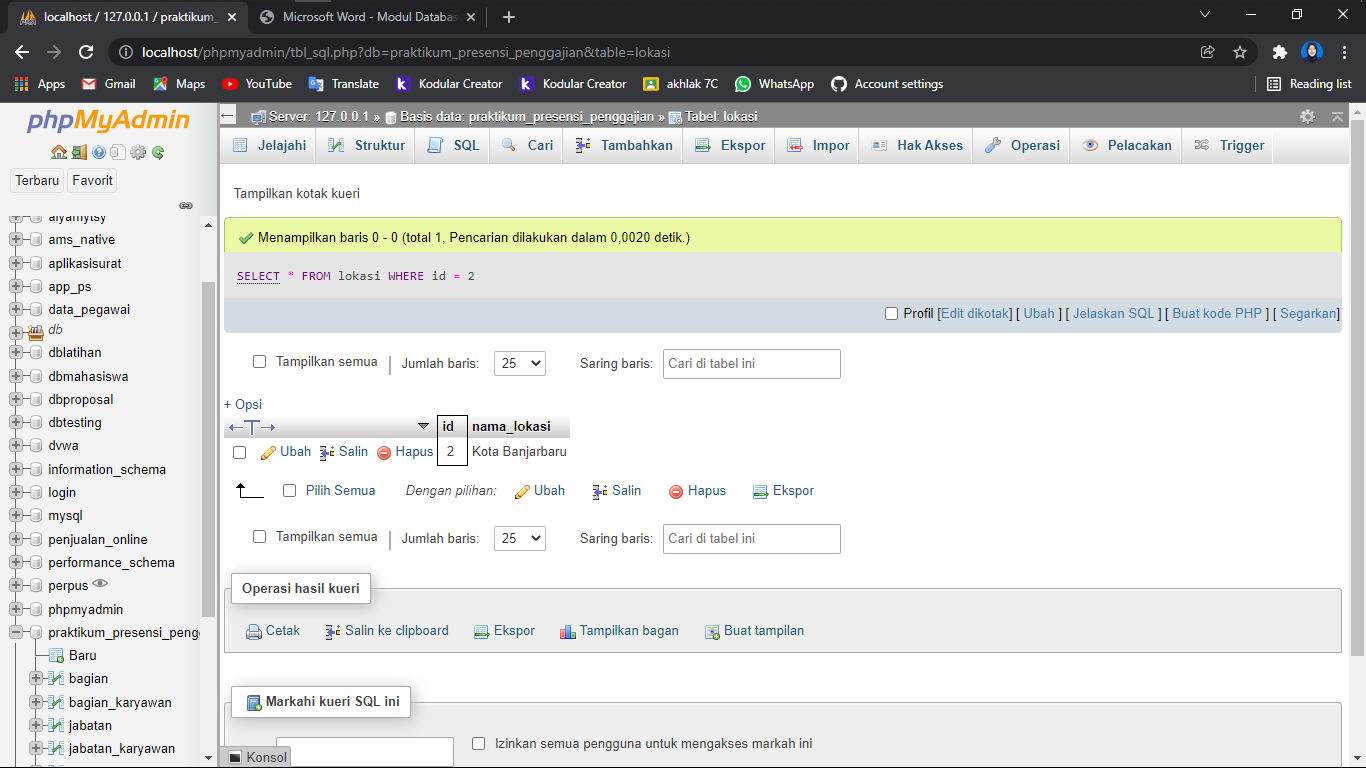 localhost / 127.0.0.1 / praktikum_
Microsoft Word - Modul Databas
localhost/phpmyadmin/tbl_sql.php?db=praktikum_presensi_penggajian&table=lokasi
Apps Gmail Maps YouTube Translate Kodular Creator Kodular Creator akhlak 7C WhatsApp Account settings Reading list
phpMyAdmin
Terbaru Favorit
aiyamytsy
ams_native
aplikasisurat
app_ps
data_pegawai
db
dblatihan
dbmahasiswa
dbproposal
dbtesting
dvwa
information_schema
login
mysql
penjualan_online
performance_schema
perpus
phpmyadmin
praktikum_presensi_pengg
Baru
bagian
bagian_karyawan
jabatan
jabatan_karyawan
Server: 127.0.0.1 » Basis data: praktikum_presensi_penggajian » Tabel: lokasi
Jelajahi Struktur SQL Cari Tambahkan Ekspor Impor Hak Akses Operasi Pelacakan Trigger
Tampilkan kotak kueri
Menampilkan baris 0 - 0 (total 1, Pencarian dilakukan dalam 0,0020 detik.)
SELECT * FROM lokasi WHERE id = 2
Profil [Edit dikotak] [ Ubah ] [ Jelaskan SQL ] [ Buat kode PHP ] [ Segarkan]
Tampilkan semua | Jumlah baris: 25 Saring baris: Cari di tabel ini
+ Opsi
←T→ id nama_lokasi
Ubah Salin Hapus 2 Kota Banjarbaru
Pilih Semua Dengan pilihan: Ubah Salin Hapus Ekspor
Tampilkan semua | Jumlah baris: 25 Saring baris: Cari di tabel ini
Operasi hasil kueri
Cetak Salin ke clipboard Ekspor Tampilkan bagan Buat tampilan
Markahi kueri SQL ini
Izinkan semua pengguna untuk mengakses markah ini
Konsol